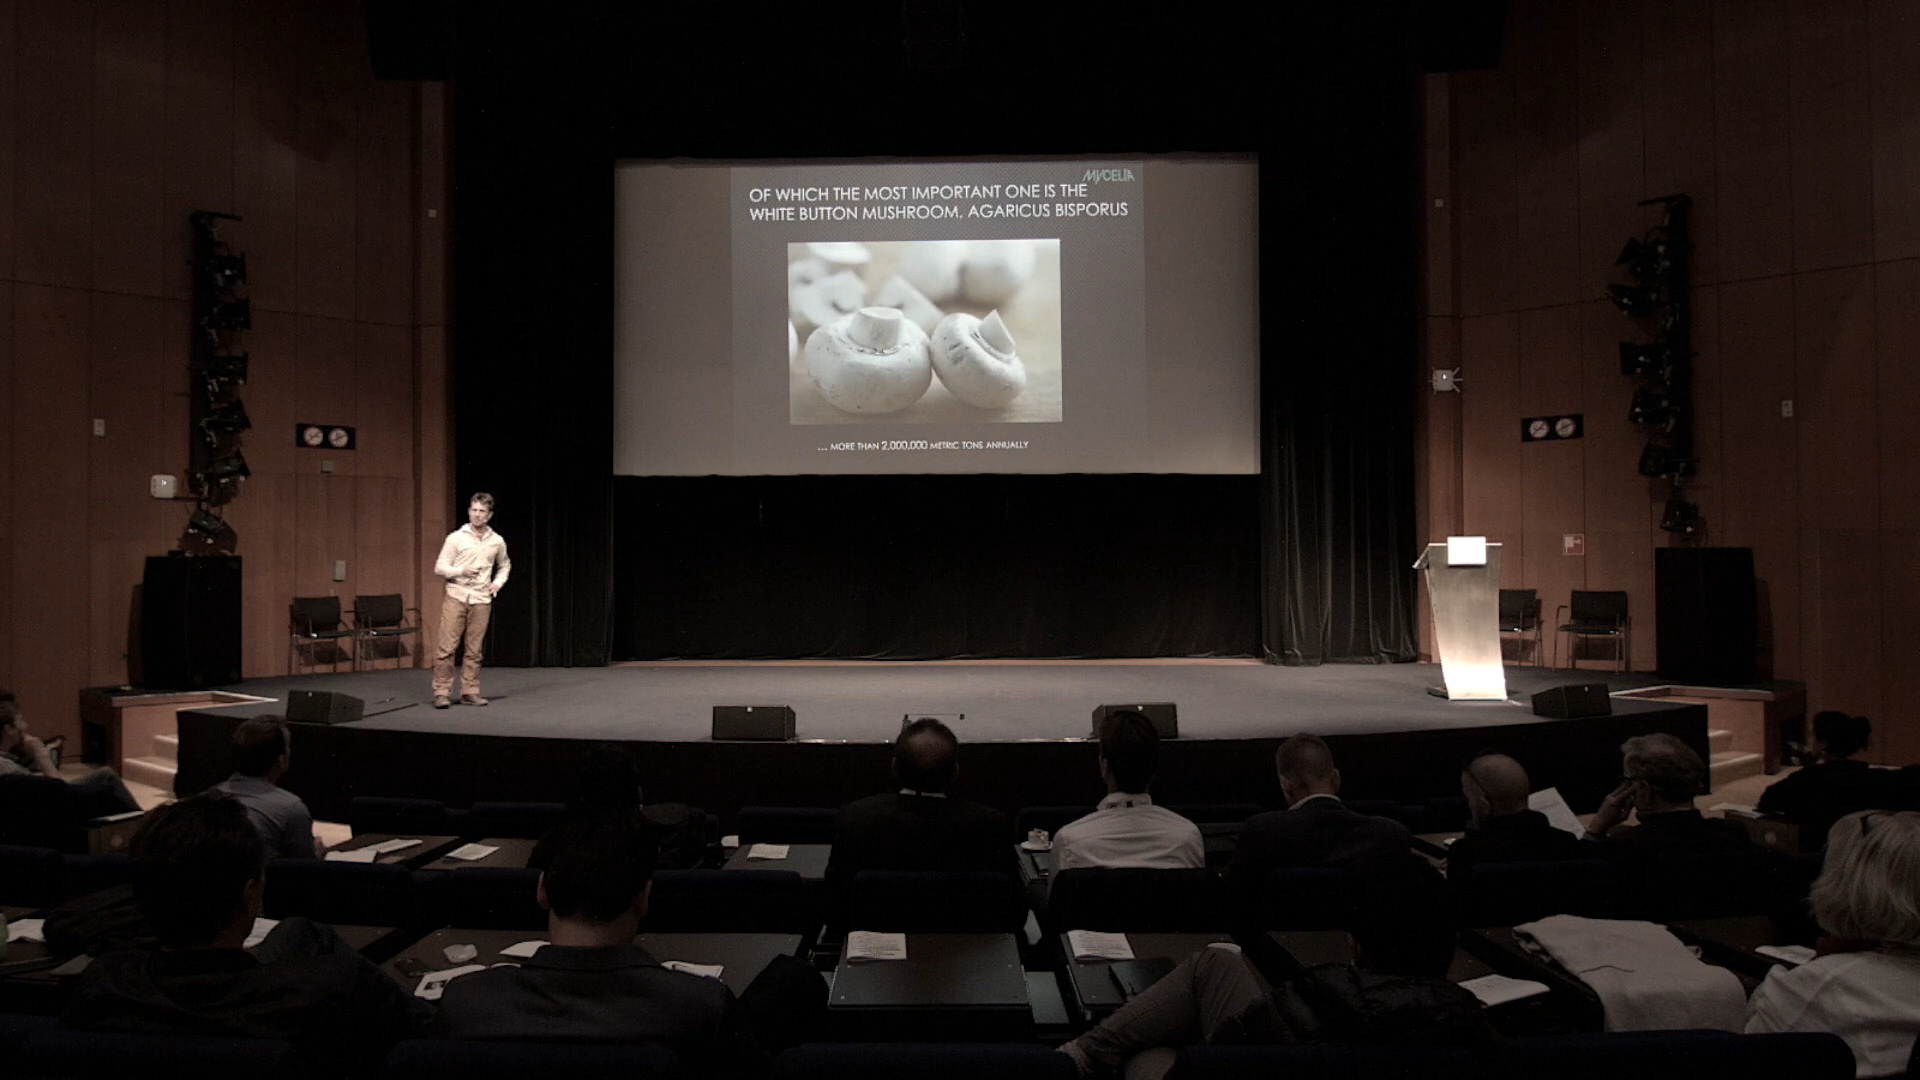 MYCELIA
OF WHICH THE MOST IMPORTANT ONE IS THE
WHITE BUTTON MUSHROOM, AGARICUS BISPORUS
... MORE THAN 2,000,000 METRIC TONS ANNUALLY